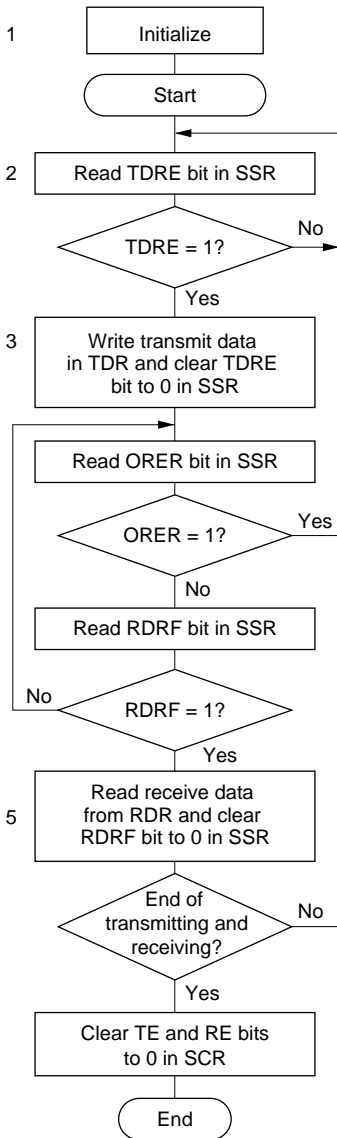 1
Initialize
Start
2
Read TDRE bit in SSR
No
TDRE = 1?
Yes
3
Write transmit data
in TDR and clear TDRE
bit to 0 in SSR
Read ORER bit in SSR
Yes
ORER = 1?
No
Read RDRF bit in SSR
No
RDRF = 1?
Yes
5
Read receive data
from RDR and clear
RDRF bit to 0 in SSR
End of
transmitting and
receiving?
No
Yes
Clear TE and RE bits
to 0 in SCR
End